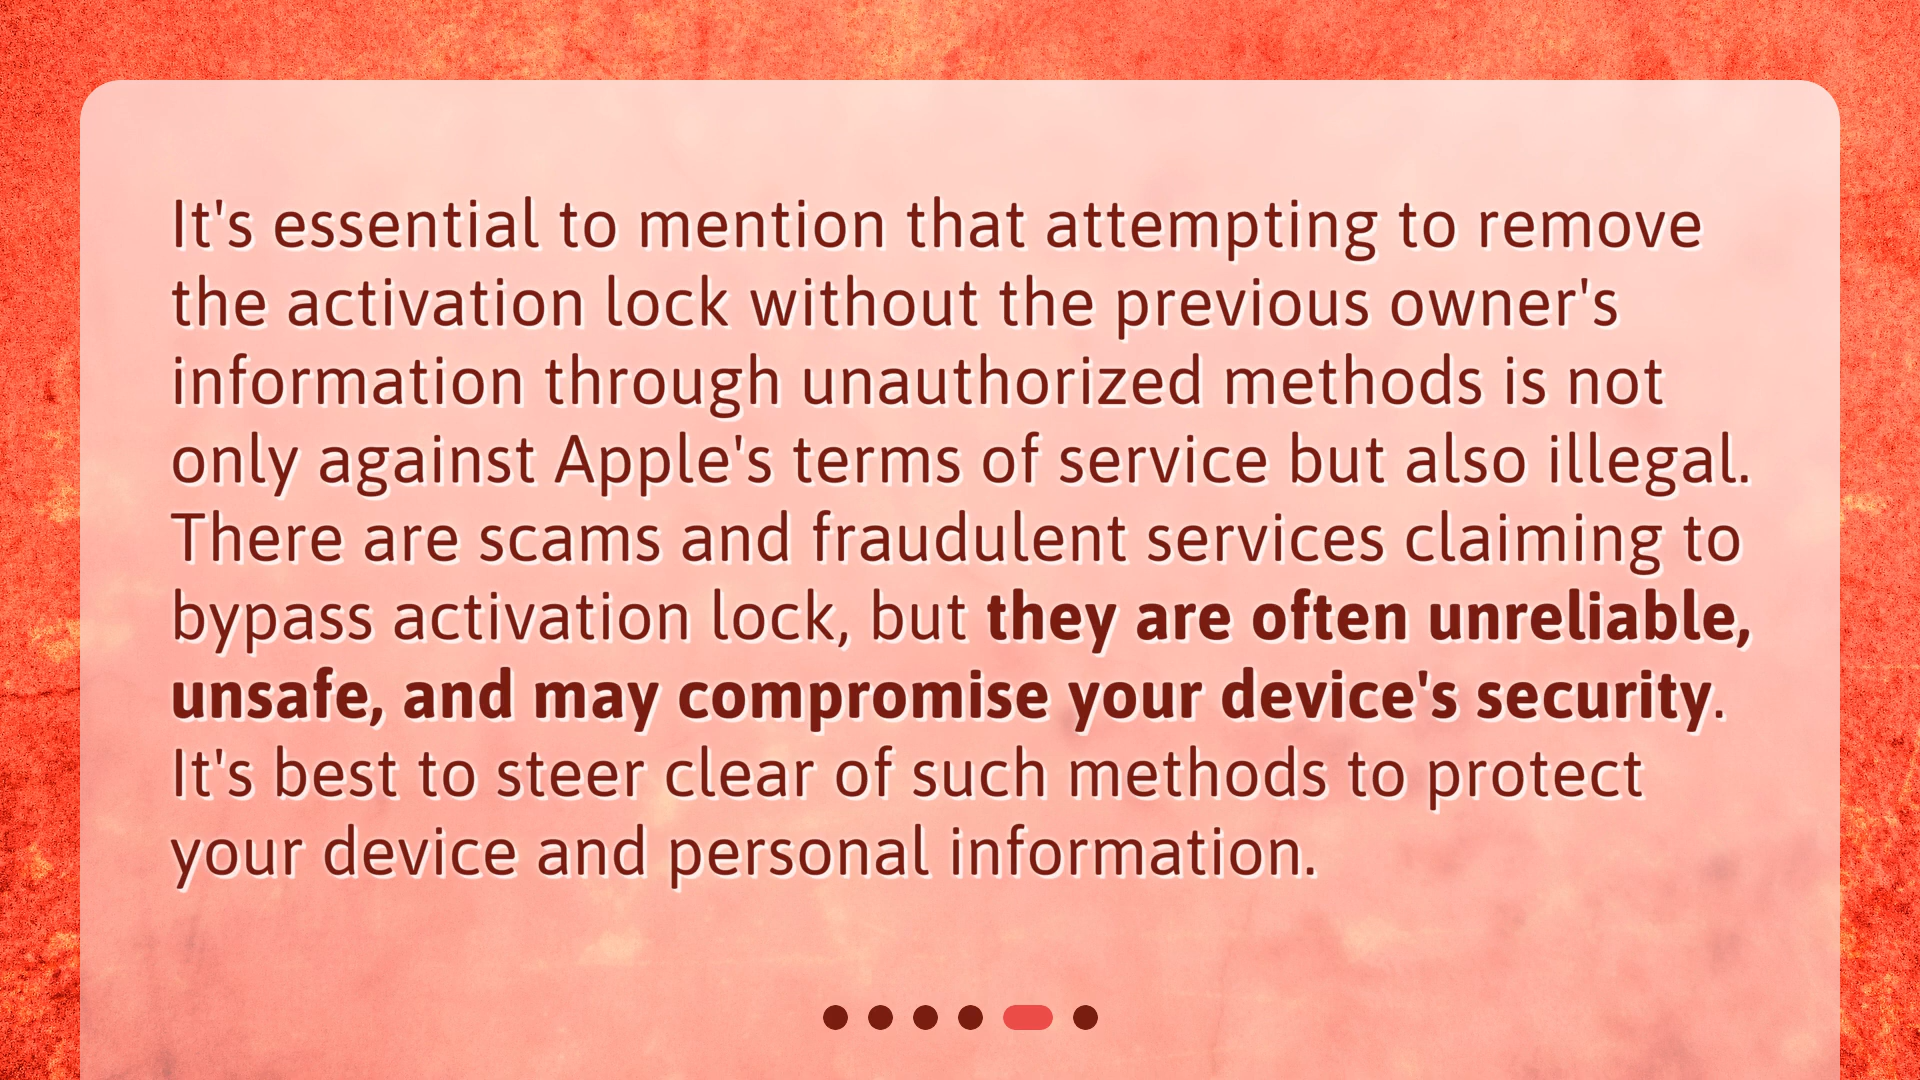 It's essential to mention that attempting to remove
the activation lock without the previous owner's
information through unauthorized methods is not
only against Apple's terms of service but also illegal.
There are scams and fraudulent services claiming to
bypass activation lock, but they are often unreliable,
unsafe, and may compromise your device's security.
It's best to steer clear of such methods to protect
your device and personal information.